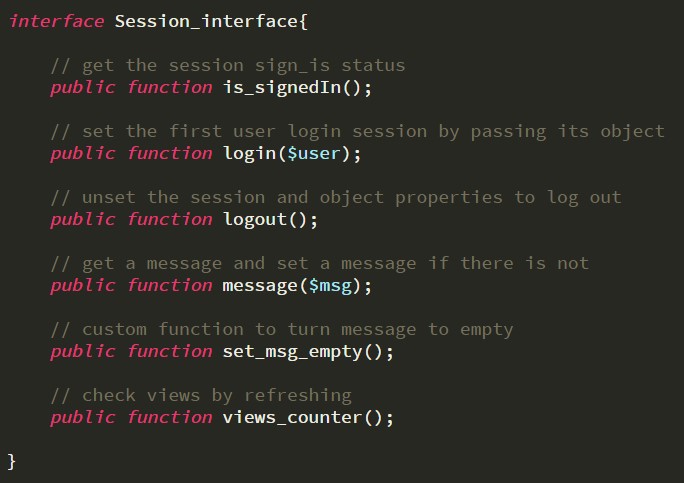 interface Session_interface{
// get the session sign_is status
public function is_signedIn();
// set the first user login session by passing its object
public function login($user);
// unset the session and object properties to log out
public function logout();
// get a message and set a message if there is not
public function message($msg);
// custom function to turn message to empty
public function set_msg_empty();
// check views by refreshing
public function views_counter();
}